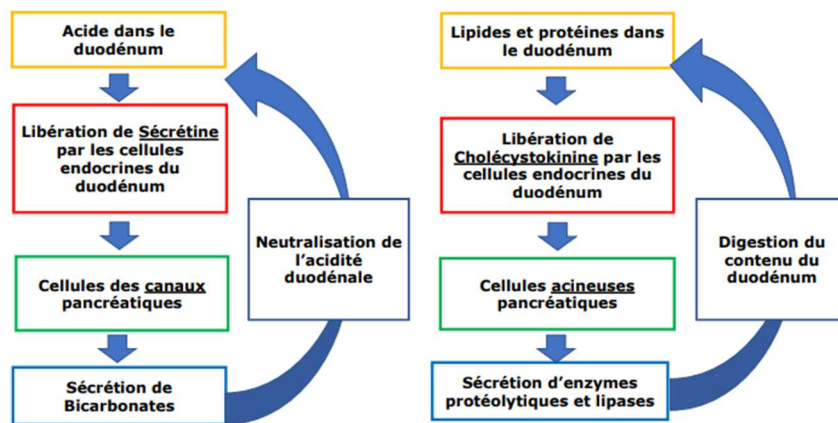 Acide dans le
duodénum
Libération de Sécrétine
par les cellules
endocrines du
duodénum
Cellules des canaux
pancréatiques
Sécrétion de
Bicarbonates
Neutralisation de
l’acidité
duodénale
Lipides et protéines dans
le duodénum
Libération de
Cholécystokinine par les
cellules endocrines du
duodénum
Cellules acineuses
pancréatiques
Sécrétion d’enzymes
protéolytiques et lipases
Digestion du
contenu du
duodénum